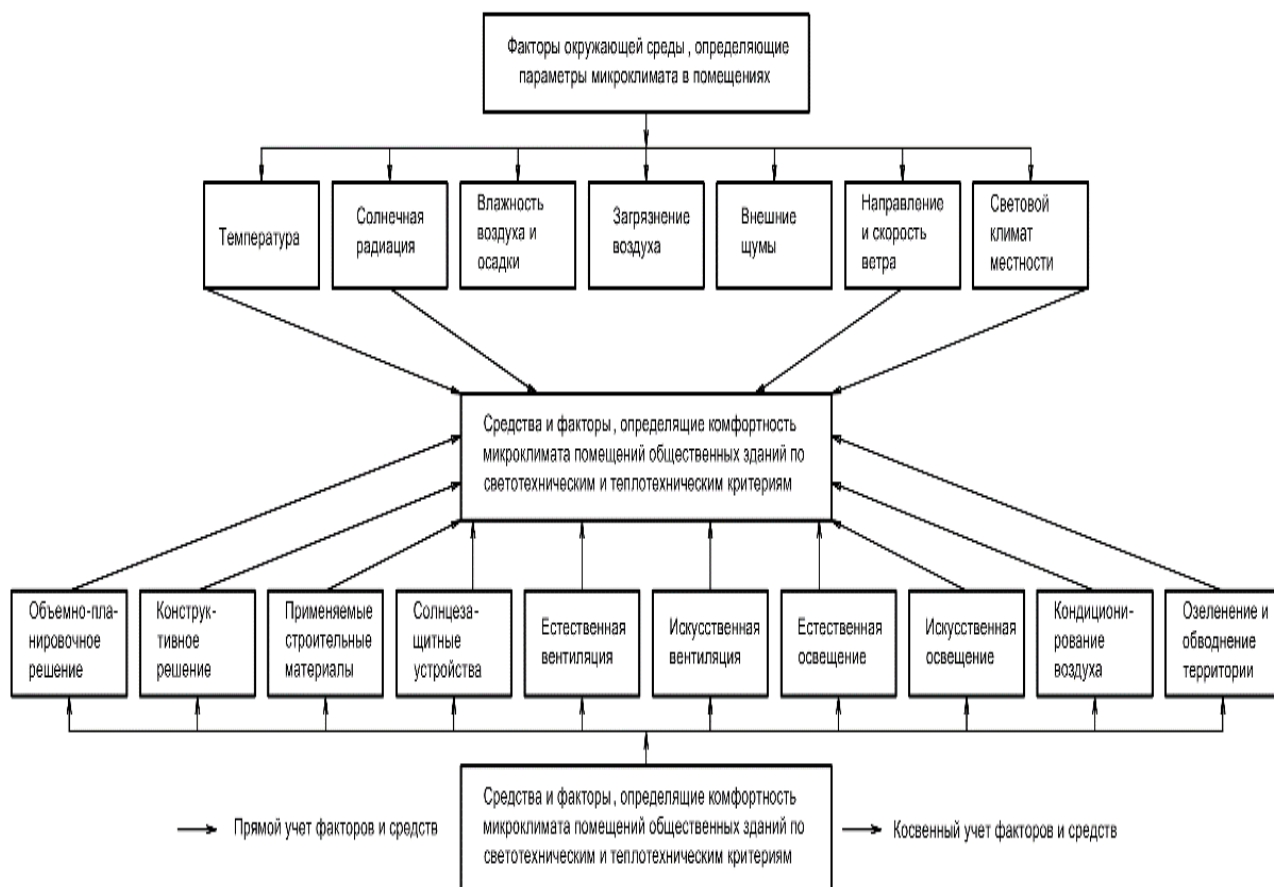 Факторы окружающей среды , определяющие
параметры микроклимата в помещениях
Температура
Солнечная
радиация
Влажность
воздуха и
осадки
Загрязнение
воздуха
Внешние
щумы
Направление
и скорость
ветра
Световой
климат
местности
Средства и факторы , определящие комфортность
микроклимата помещений общественных зданий по
светотехническим и теплотехническим критериям
Объемно-пла-
нировочное
решение
Конструк-
тивное
решение
Применяемые
строительные
материалы
Солнцеза-
щитные
устройства
Естественная
вентиляция
Искусственная
вентиляция
Естественное
освещение
Искусственная
освещение
Кондициони-
рование
воздуха
Озеленение и
обводнение
территории
Средства и факторы, определящие комфортность
микроклимата помещений общественных зданий по
светотехническим и теплотехническим критериям
Прямой учет факторов и средств
Косвенный учет факторов и средств